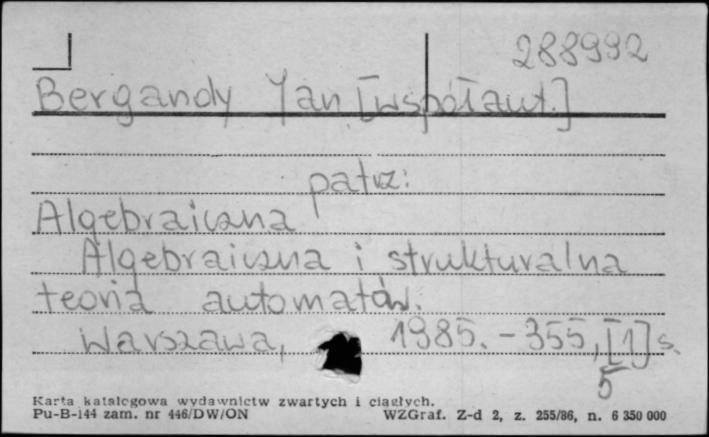 288992
Bergandy Jan [współaut.]
patrz:
Algebraiczna
Algebraiczna i strukturalna
teoria automatów.
Warszawa, 1985. - 355, [1] s.
5
Karta katalogowa wydawnictw zwartych i ciągłych.
Pu-B-144 zam. nr 446/DW/ON WZGraf. Z-d 2, z. 255/86, n. 6 350 000